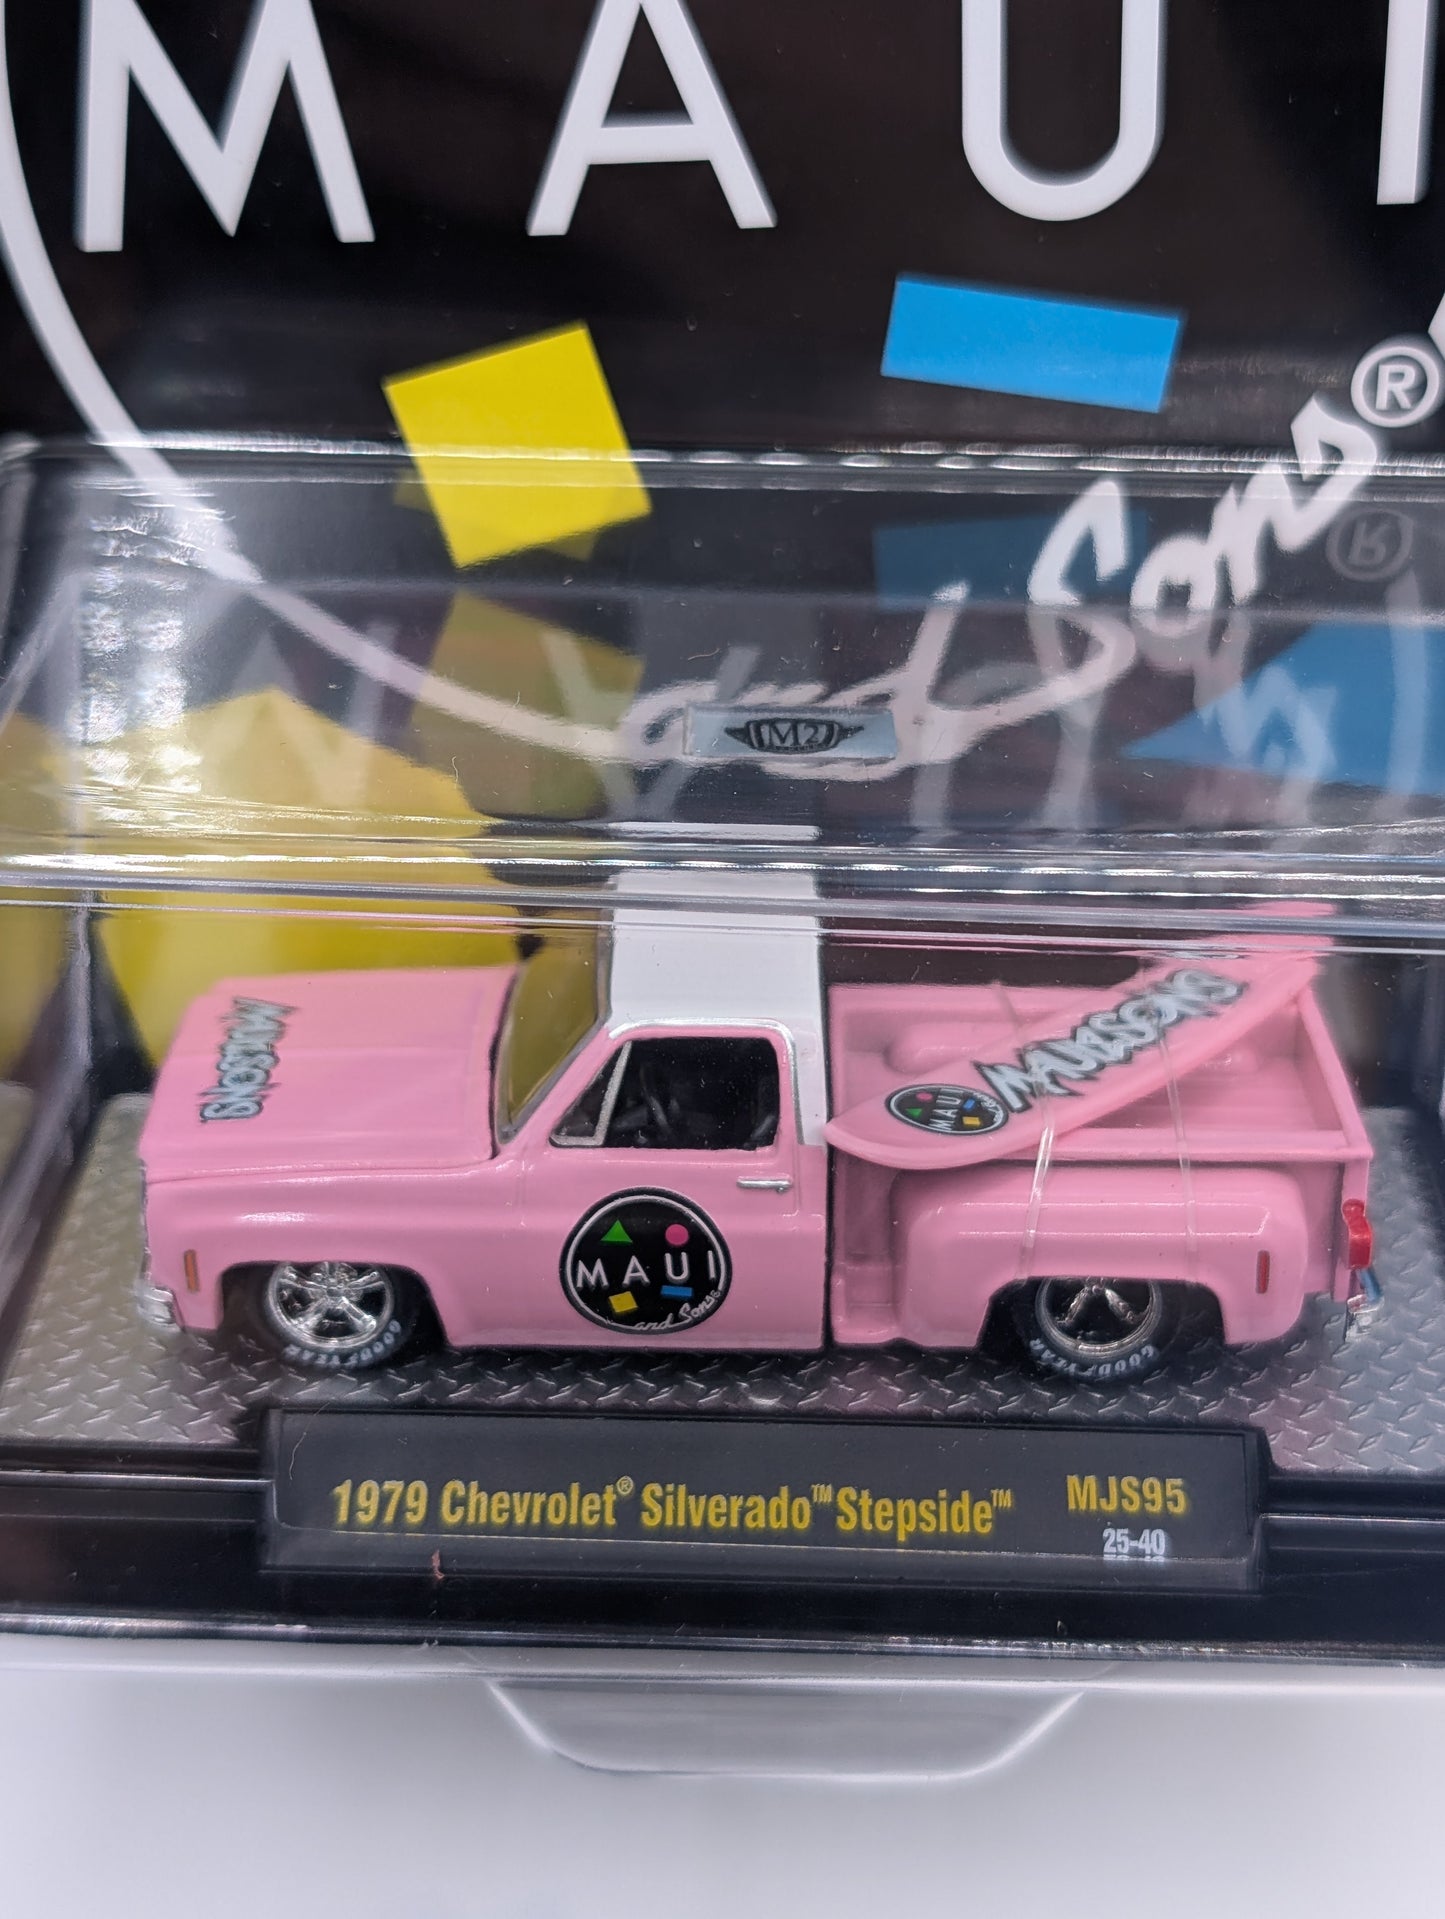 MAUI
and Sons®
M2
MAUI&SONS
MAUI&SONS
MAUI
MAUI
and Sons®
GOODYEAR
GOODYEAR
1979 Chevrolet® Silverado™ Stepside™
MJS95
25-40